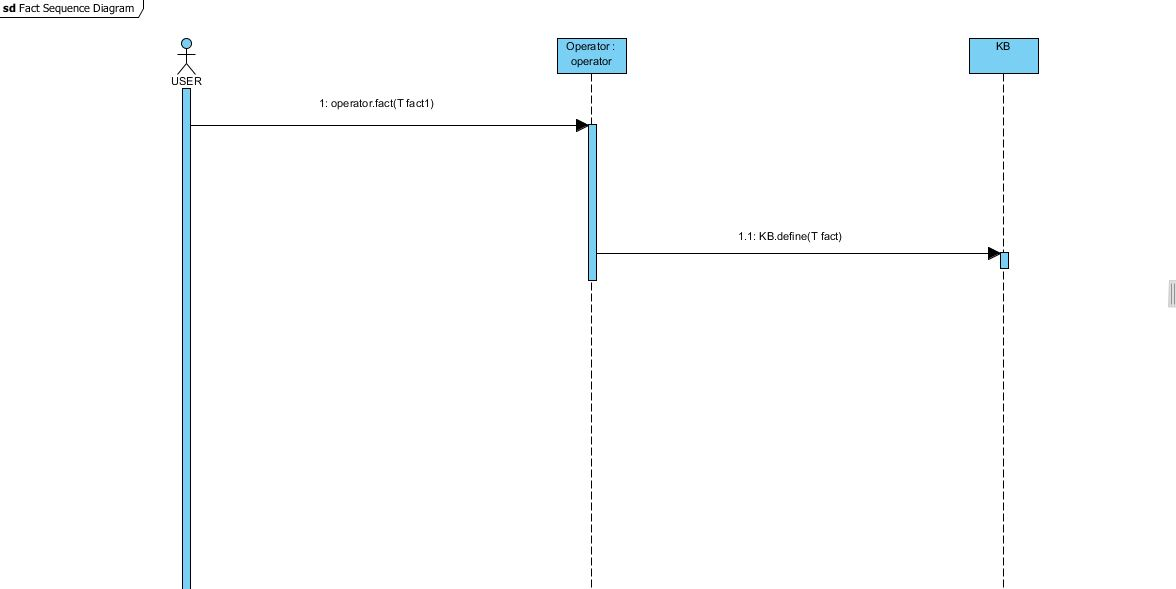 sd Fact Sequence Diagram
USER
Operator :
operator
KB
1: operator.fact(T fact1)
1.1: KB.define(T fact)